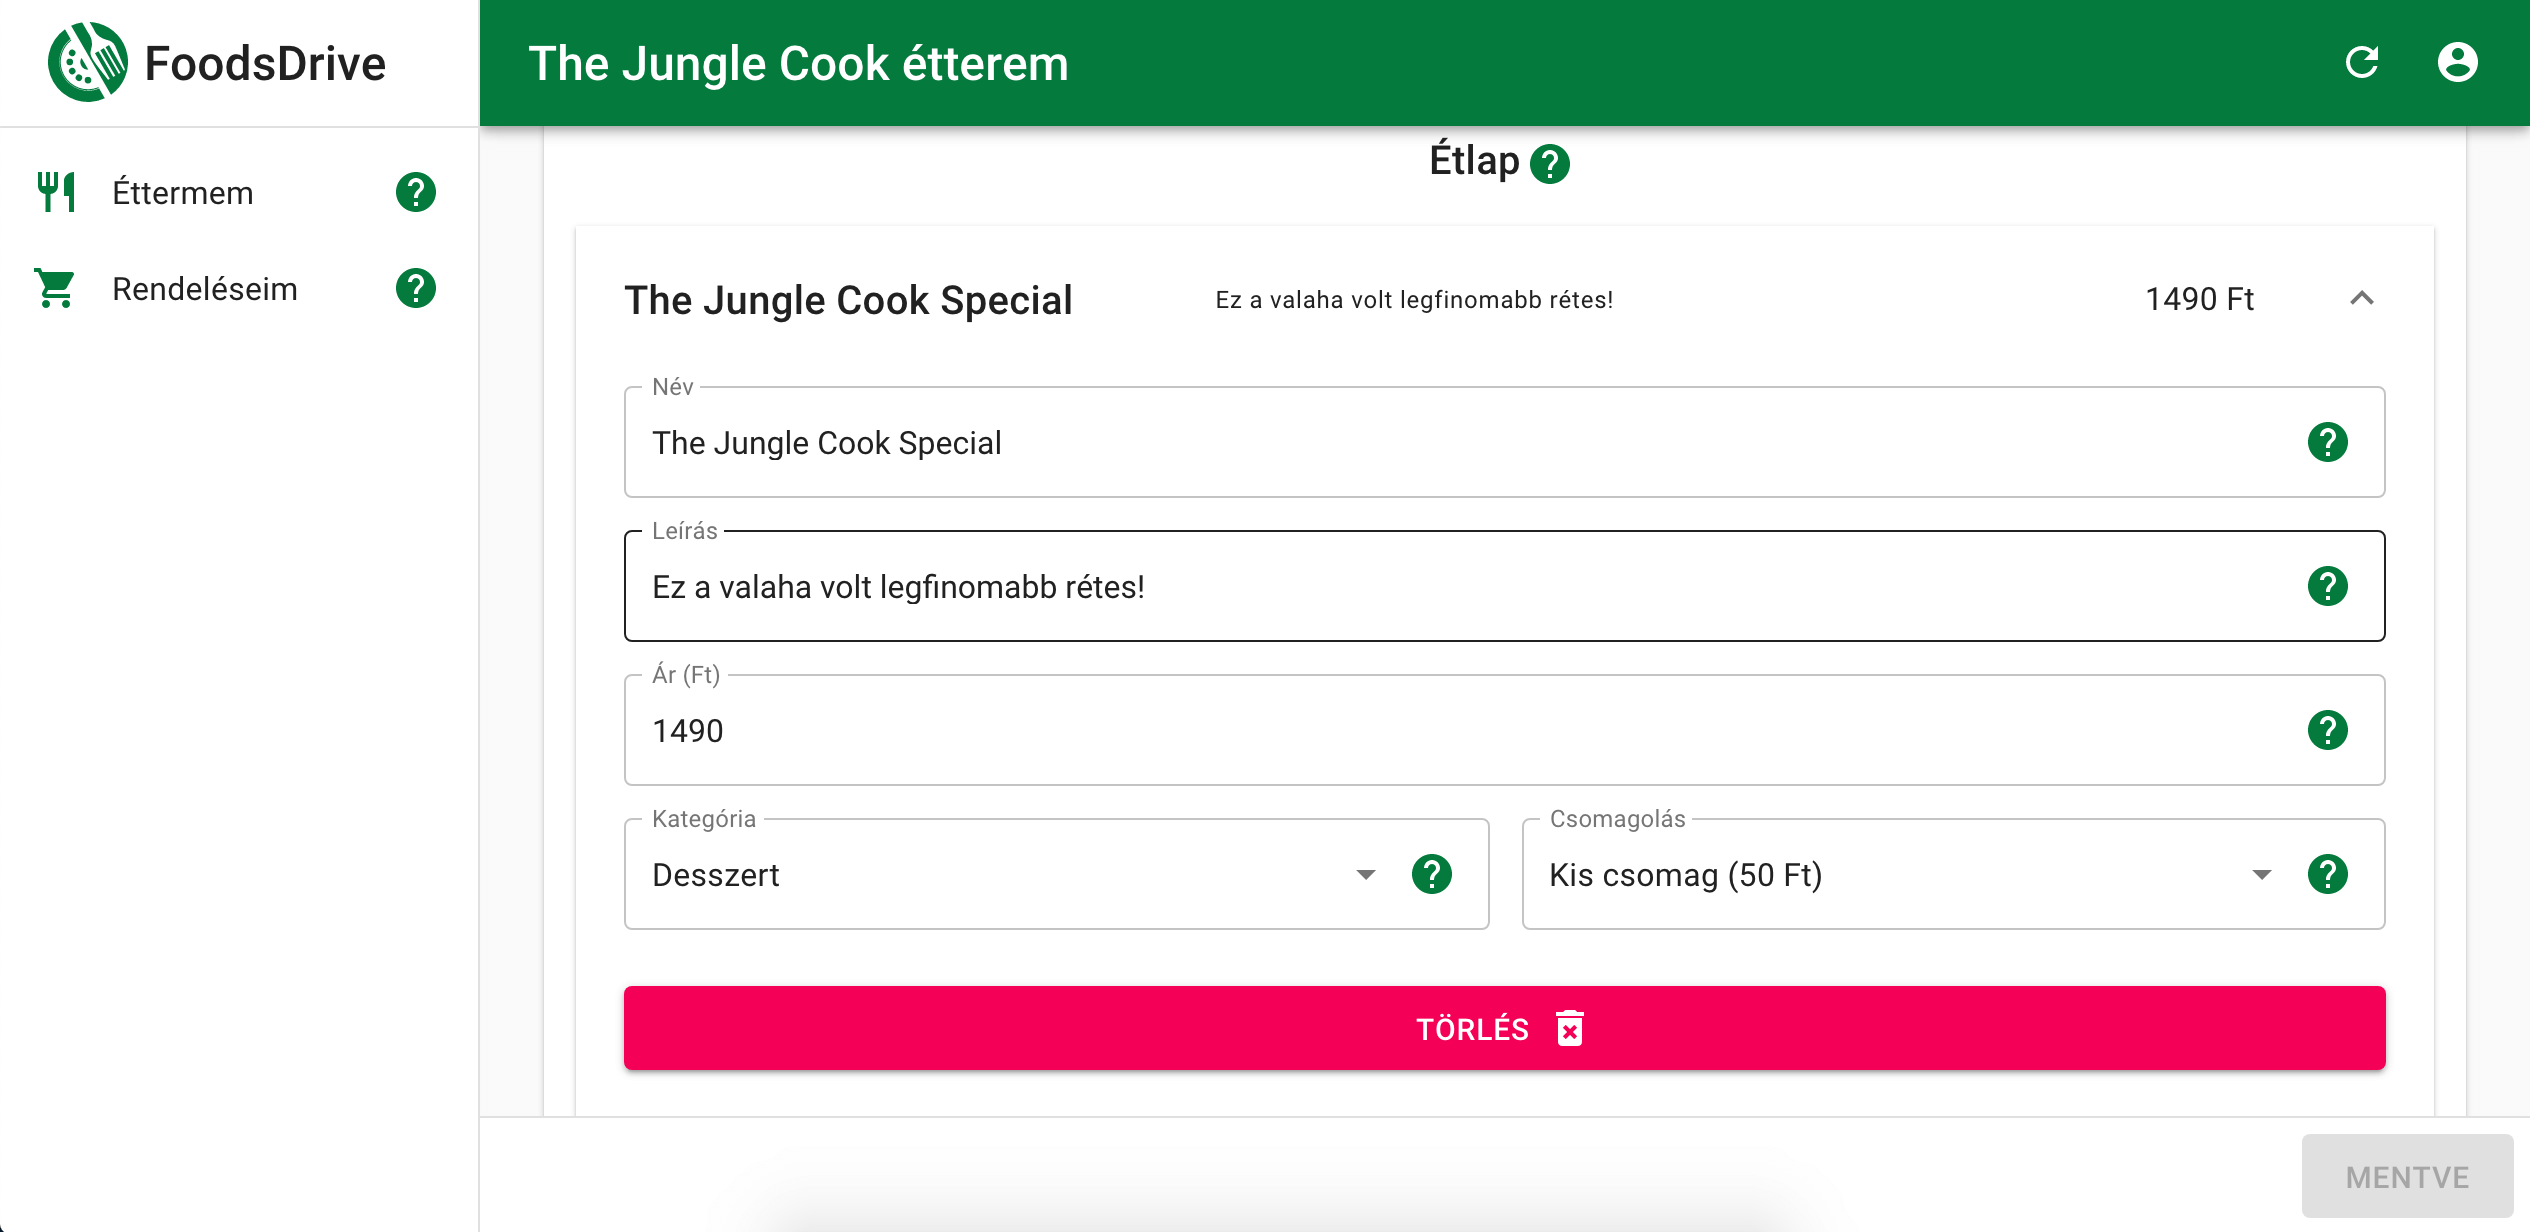 FoodsDrive
The Jungle Cook étterem
Éttermem
Rendeléseim
Étlap
The Jungle Cook Special
Ez a valaha volt legfinomabb rétes!
1490 Ft
Név
The Jungle Cook Special
Leírás
Ez a valaha volt legfinomabb rétes!
Ár (Ft)
1490
Kategória
Desszert
Csomagolás
Kis csomag (50 Ft)
TÖRLÉS
MENTVE